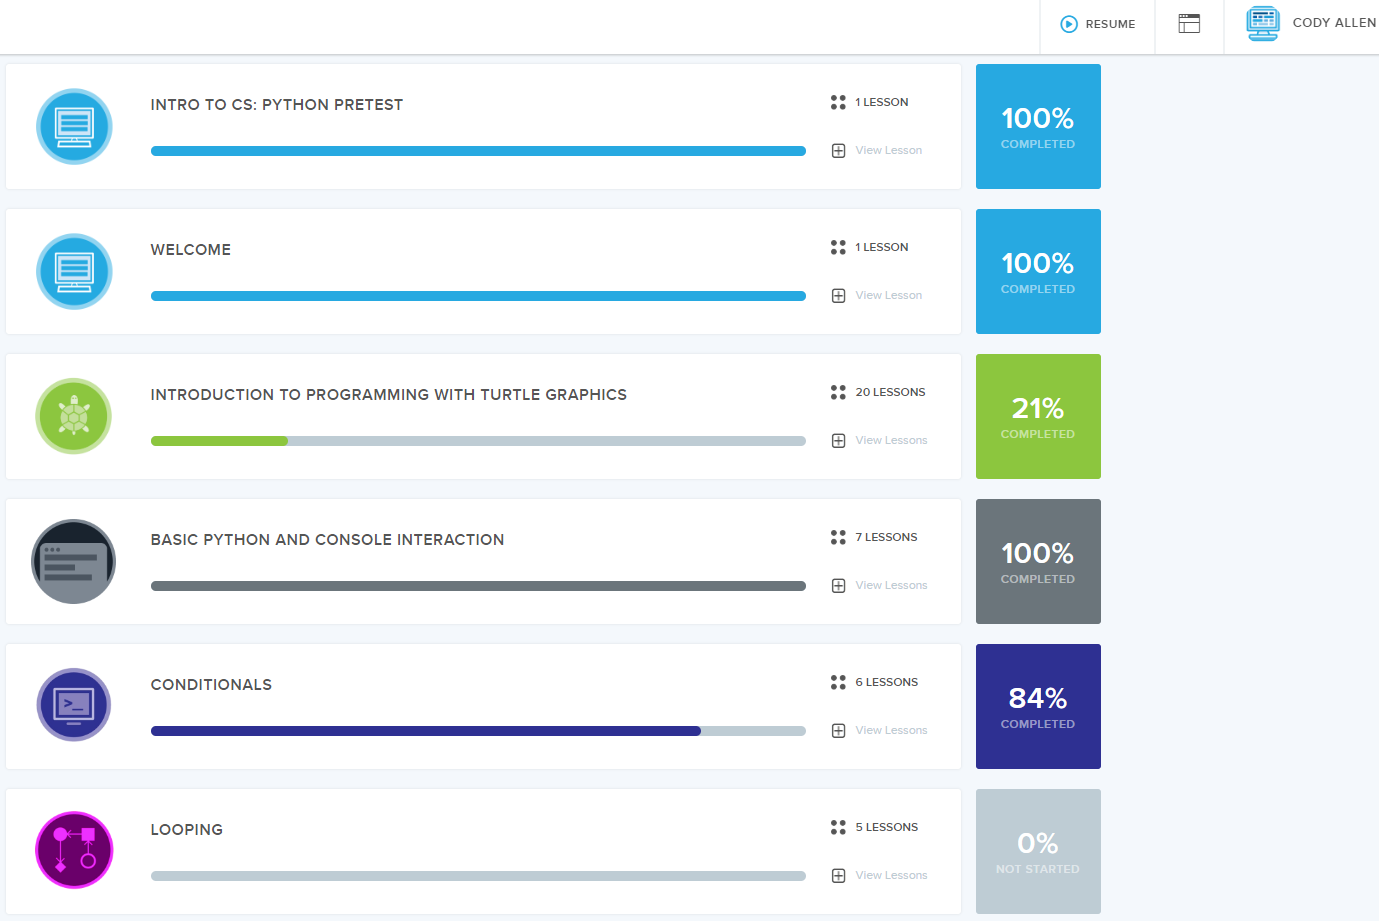 RESUME
CODY ALLEN
INTRO TO CS: PYTHON PRETEST
1 LESSON
View Lesson
100%
COMPLETED
WELCOME
1 LESSON
View Lesson
100%
COMPLETED
INTRODUCTION TO PROGRAMMING WITH TURTLE GRAPHICS
20 LESSONS
View Lessons
21%
COMPLETED
BASIC PYTHON AND CONSOLE INTERACTION
7 LESSONS
View Lessons
100%
COMPLETED
>_
CONDITIONALS
6 LESSONS
View Lessons
84%
COMPLETED
LOOPING
5 LESSONS
View Lessons
0%
NOT STARTED